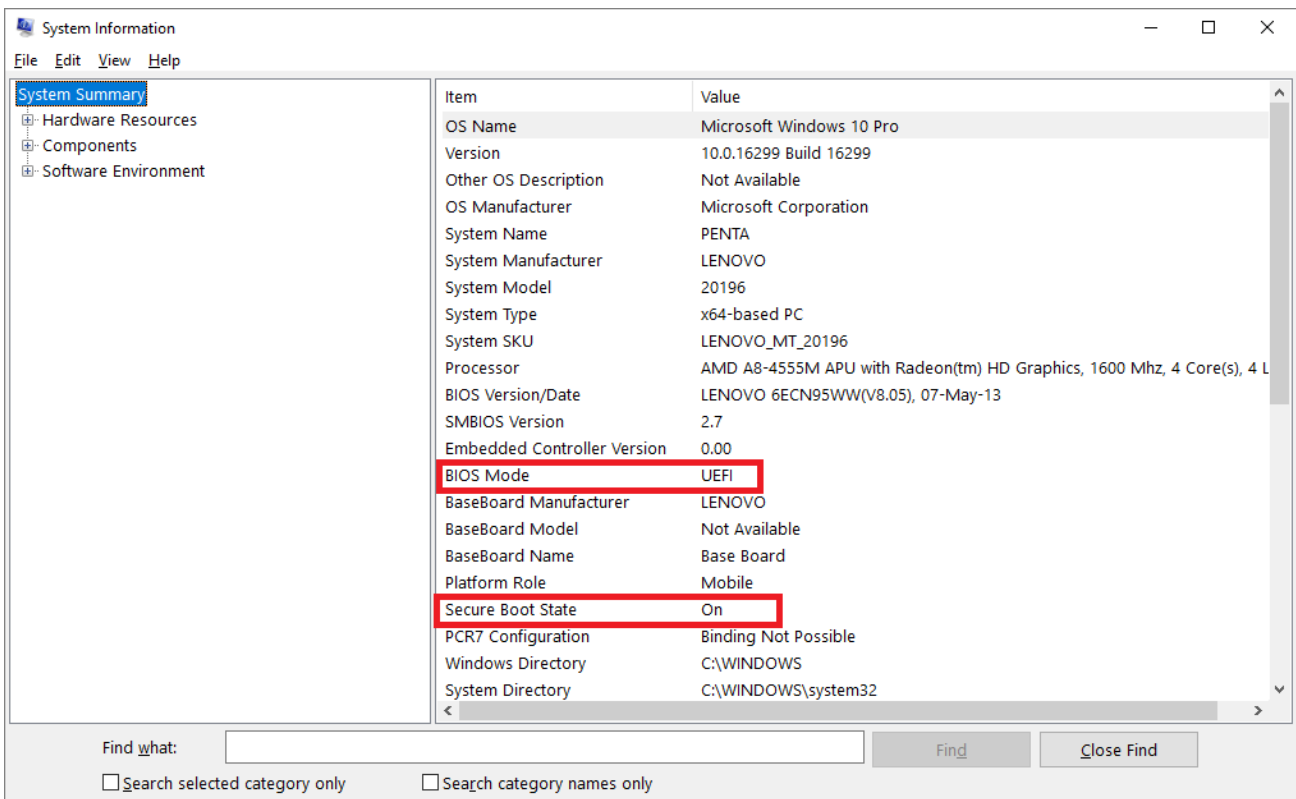 System Information
File Edit View Help
System Summary
Hardware Resources
Components
Software Environment
Item Value
OS Name Microsoft Windows 10 Pro
Version 10.0.16299 Build 16299
Other OS Description Not Available
OS Manufacturer Microsoft Corporation
System Name PENTA
System Manufacturer LENOVO
System Model 20196
System Type x64-based PC
System SKU LENOVO_MT_20196
Processor AMD A8-4555M APU with Radeon(tm) HD Graphics, 1600 Mhz, 4 Core(s), 4 L
BIOS Version/Date LENOVO 6ECN95WW(V8.05), 07-May-13
SMBIOS Version 2.7
Embedded Controller Version 0.00
BIOS Mode UEFI
BaseBoard Manufacturer LENOVO
BaseBoard Model Not Available
BaseBoard Name Base Board
Platform Role Mobile
Secure Boot State On
PCR7 Configuration Binding Not Possible
Windows Directory C:\WINDOWS
System Directory C:\WINDOWS\system32
Find what: Find Close Find
Search selected category only Search category names only